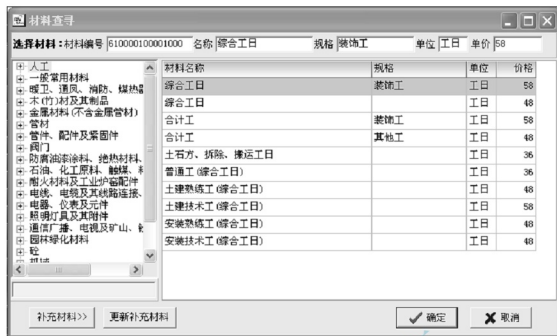 材料查寻
选择材料:材料编号 610000100001000 名称 综合工日 规格 装饰工 单位 工日 单价 58
人工
一般常用材料
暖卫、通风、消防、煤热
木(竹)材及其制品
金属材料(不含金属管材)
管材
管件、配件及紧固件
阀门
防腐油漆涂料、绝热材料、
石油、化工原料、触媒、
耐火材料及工业炉窑配件
电线、电缆及其线路连接、
电器、仪表及元件
照明灯具及其附件
通信广播、电视及矿山、
园林绿化材料
砼
机械
材料名称 规格 单位 价格
综合工日 装饰工 工日 58
综合工日 工日 48
合计工 装饰工 工日 58
合计工 其他工 工日 48
土石方、拆除、搬运工日 工日 36
普通工(综合工日) 工日 36
土建熟练工(综合工日) 工日 48
土建技术工(综合工日) 工日 58
安装熟练工(综合工日) 工日 48
安装技术工(综合工日) 工日 48
补充材料>> 更新补充材料 确定 取消